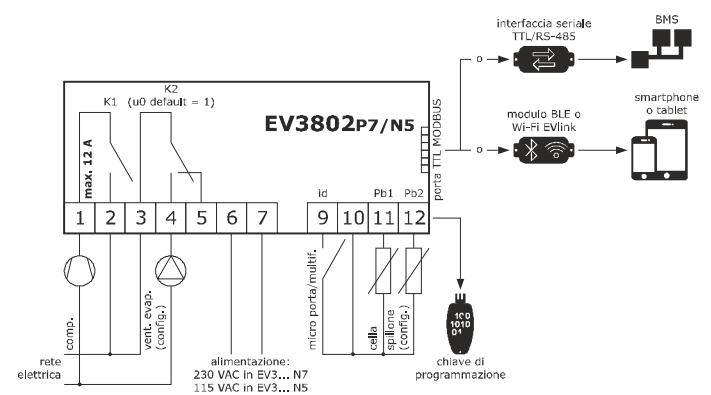 interfaccia seriale
TTL/RS-485
BMS
o
K2
K1 (u0 default = 1)
EV3802P7/N5
max. 12 A
porta TTL MODBUS
modulo BLE o
Wi-Fi EVlink
smartphone
o tablet
o
id
Pb1
Pb2
1 2 3 4 5 6 7 9 10 11 12
comp.
vent. evap.
(config.)
micro porta/multif.
cella
spillone
(config.)
100
1010
01
rete
elettrica
alimentazione:
230 VAC in EV3... N7
115 VAC in EV3... N5
chiave di
programmazione